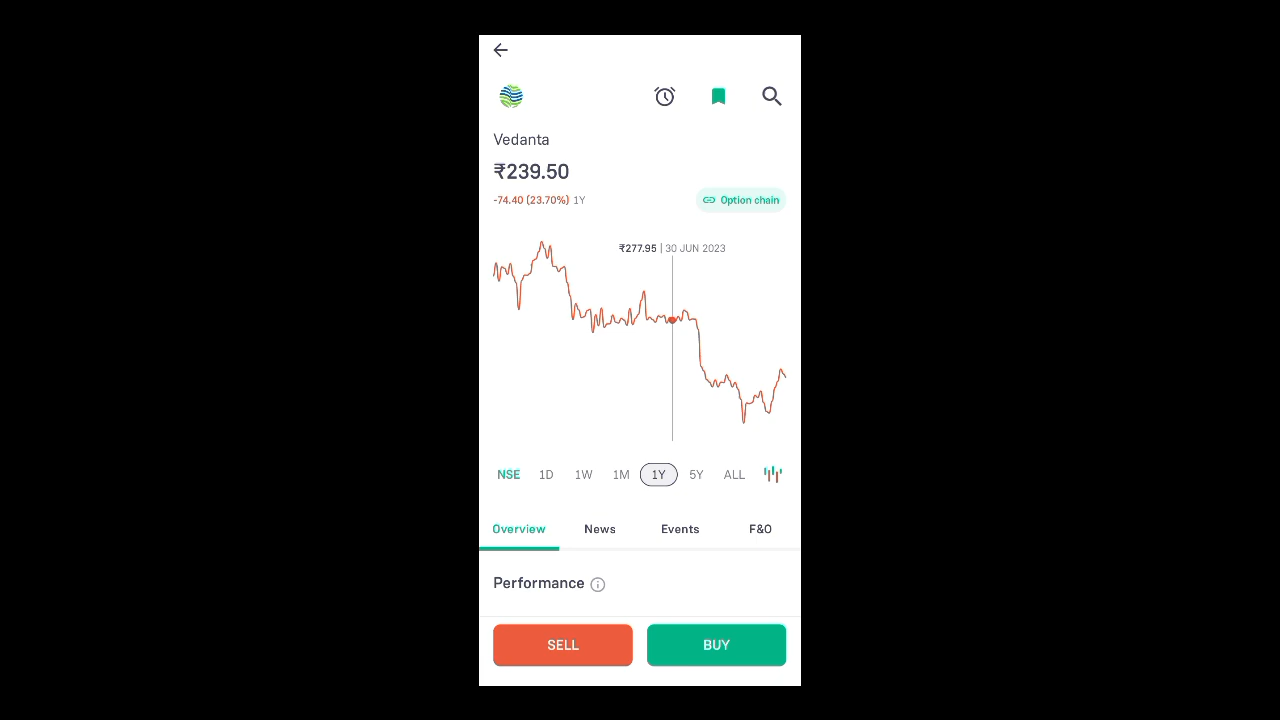 Vedanta
₹239.50
-74.40 (23.70%) 1Y
Option chain
₹277.95 | 30 JUN 2023
NSE 1D 1W 1M 1Y 5Y ALL
Overview News Events F&O
Performance
SELL BUY